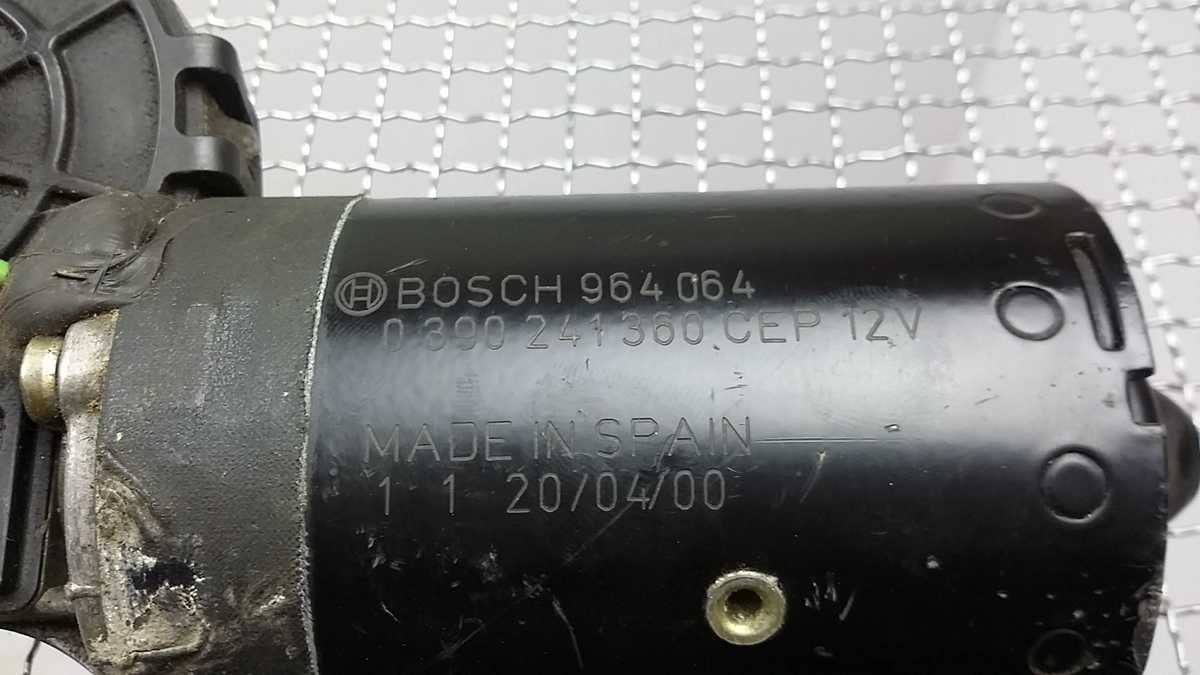 BOSCH 964 064
0 390 241 360 CEP 12V
MADE IN SPAIN
1 1 20/04/00